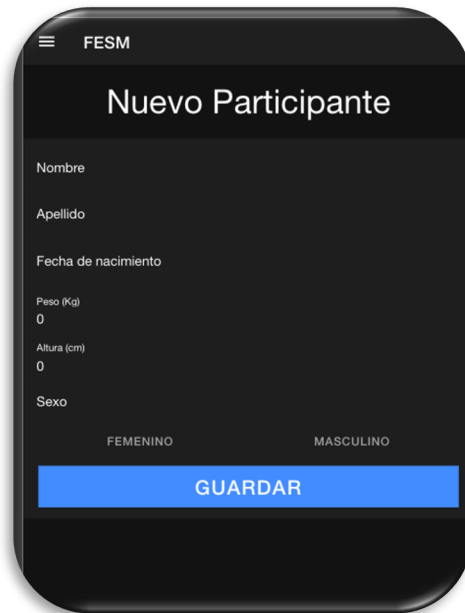 FESM
Nuevo Participante
Nombre
Apellido
Fecha de nacimiento
Peso (Kg)
0
Altura (cm)
0
Sexo
FEMENINO MASCULINO
GUARDAR